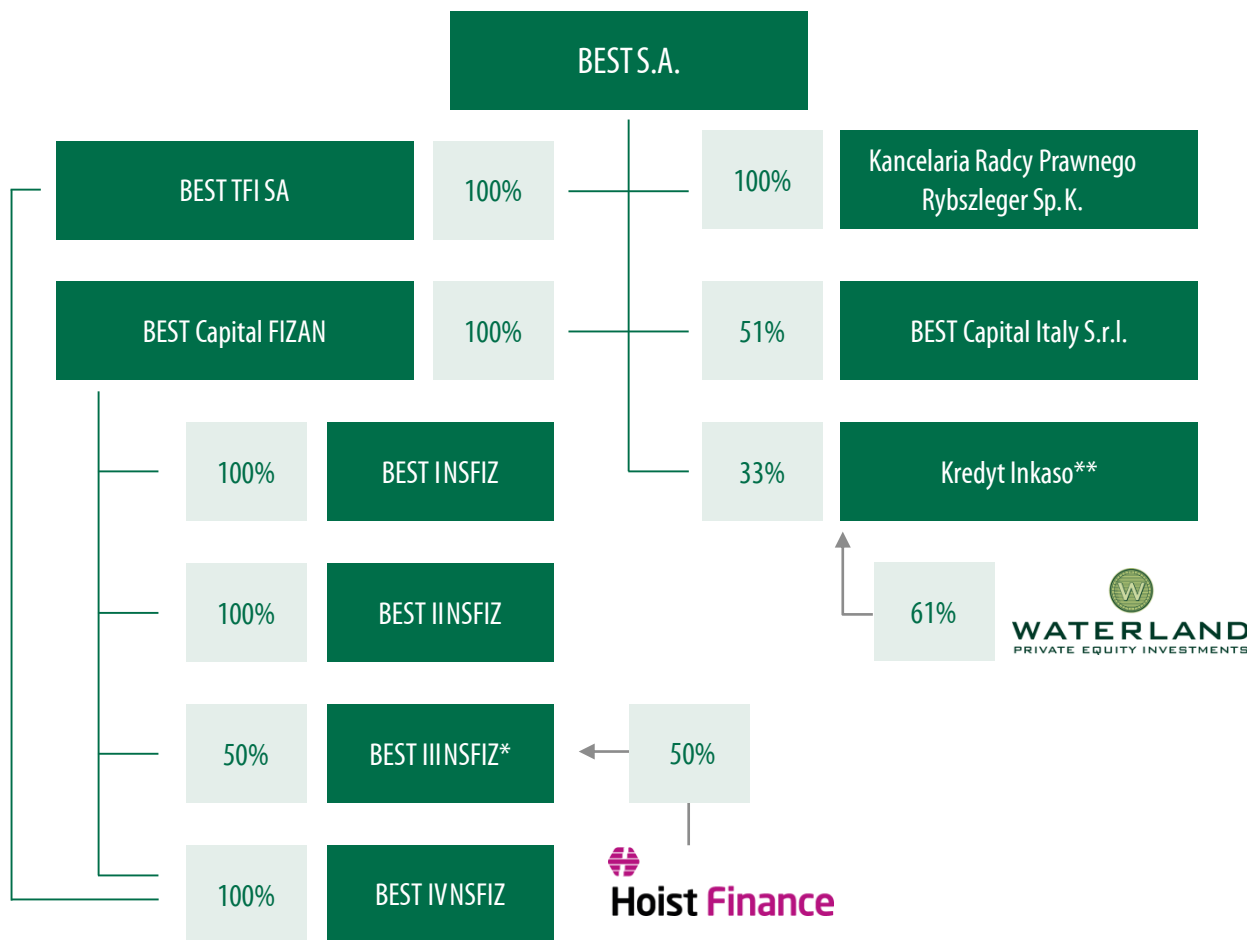 BEST S.A.
BEST TFI SA
100%
100%
Kancelaria Radcy Prawnego
Rybszleger Sp. K.
BEST Capital FIZAN
100%
51%
BEST Capital Italy S.r.l.
100%
BEST I NSFIZ
33%
Kredyt Inkaso**
100%
BEST II NSFIZ
61%
W
WATERLAND
PRIVATE EQUITY INVESTMENTS
50%
BEST III NSFIZ*
50%
100%
BEST IV NSFIZ
Hoist Finance